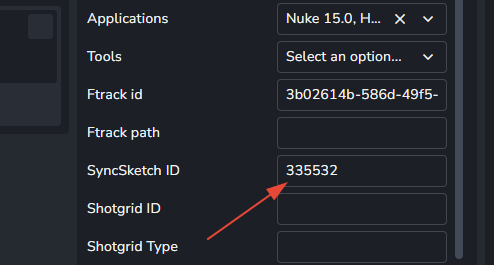 Applications
Nuke 15.0, H...
Tools
Select an option...
Ftrack id
3b02614b-586d-49f5-
Ftrack path
SyncSketch ID
335532
Shotgrid ID
Shotgrid Type